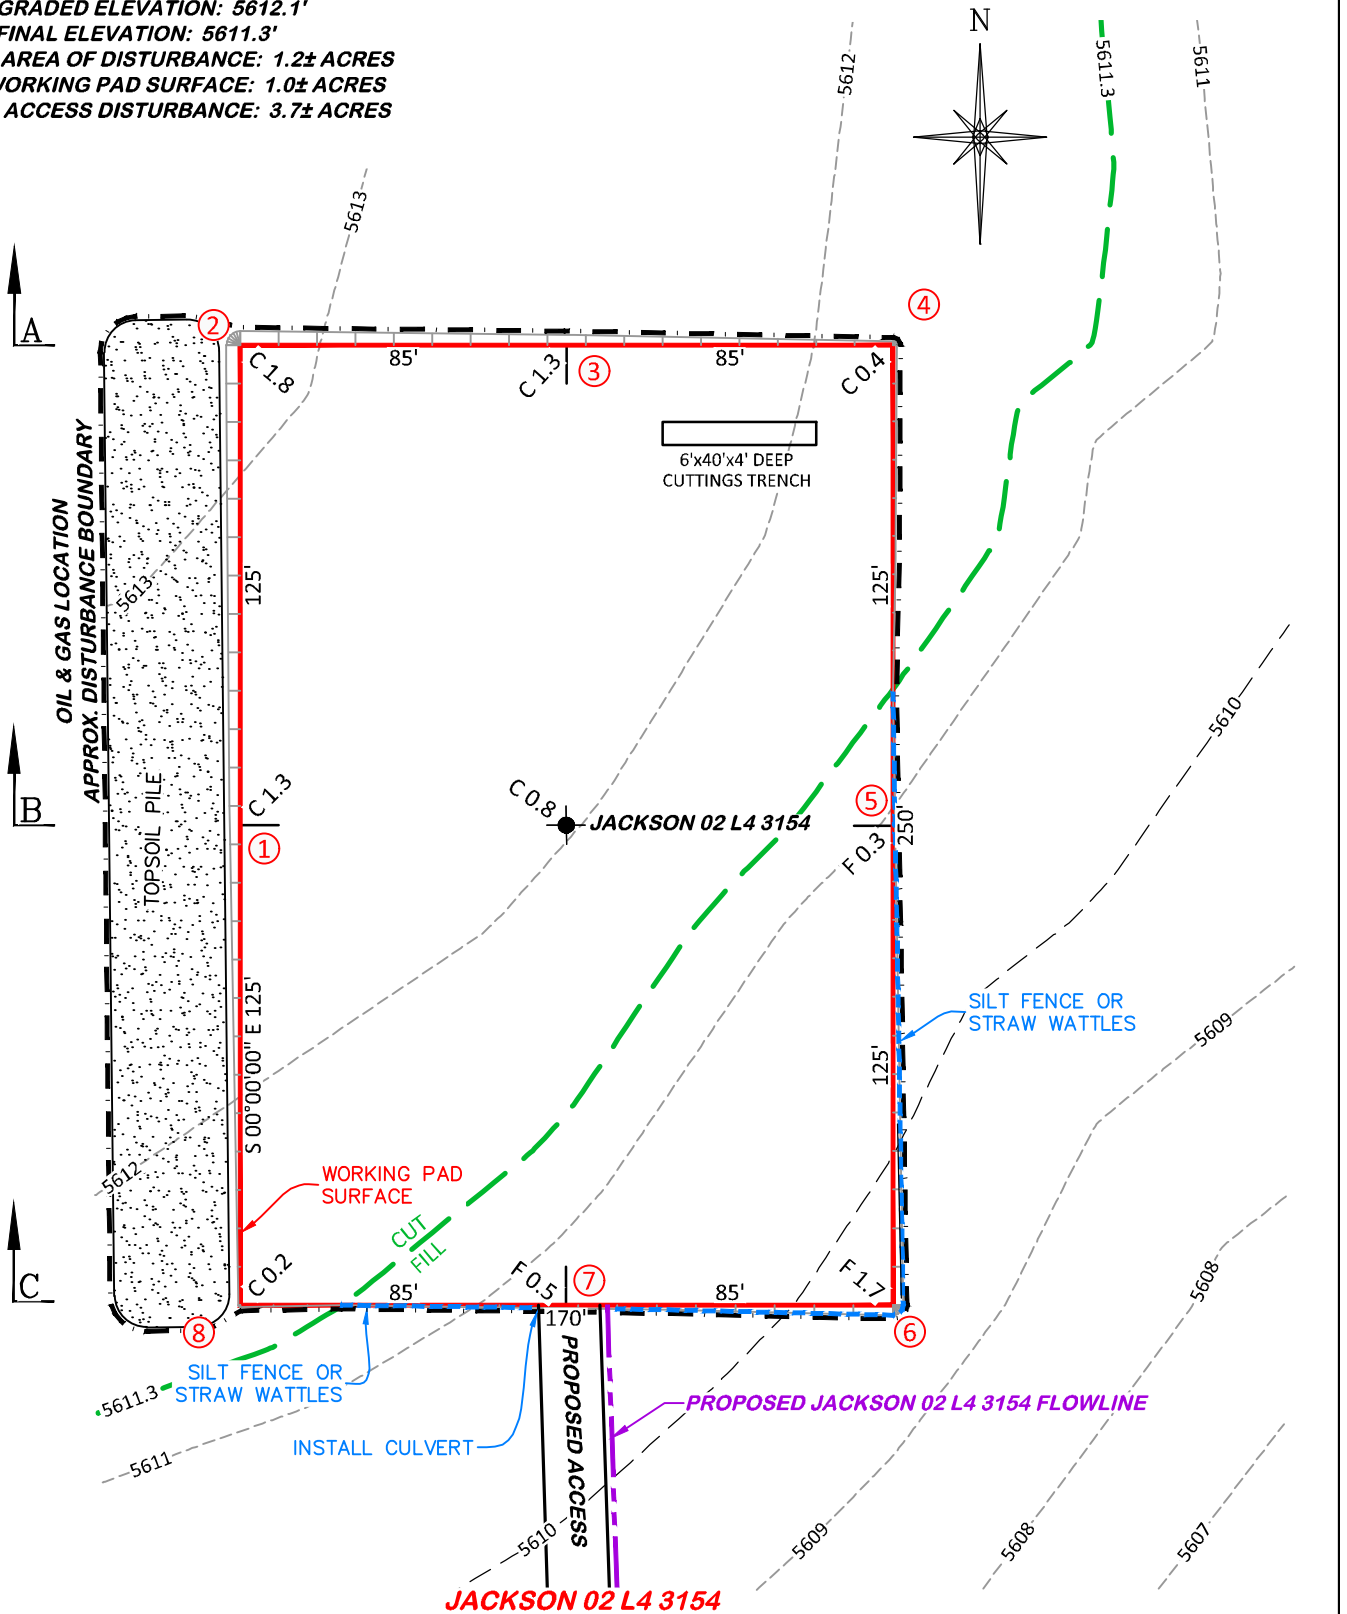 GRADED ELEVATION: 5612.1'
FINAL ELEVATION: 5611.3'
AREA OF DISTURBANCE: 1.2± ACRES
WORKING PAD SURFACE: 1.0± ACRES
ACCESS DISTURBANCE: 3.7± ACRES
N
5612
5611.3
5611
5613
A
2
4
C 1.8
85'
C 1.3
3
85'
C 0.4
6'x40'x4' DEEP
CUTTINGS TRENCH
OIL & GAS LOCATION
APPROX. DISTURBANCE BOUNDARY
5613
125'
125'
5610
TOPSOIL PILE
B
C 1.3
1
C 0.8
JACKSON 02 L4 3154
5
F 0.3
250'
S 00°00'00" E 125'
125'
SILT FENCE OR
STRAW WATTLES
5609
5612
WORKING PAD
SURFACE
CUT
FILL
C
C 0.2
85'
F 0.5
7
85'
F 1.7
5608
170'
8
6
SILT FENCE OR
STRAW WATTLES
5611.3
5611
INSTALL CULVERT
PROPOSED ACCESS
PROPOSED JACKSON 02 L4 3154 FLOWLINE
5610
5609
5608
5607
JACKSON 02 L4 3154